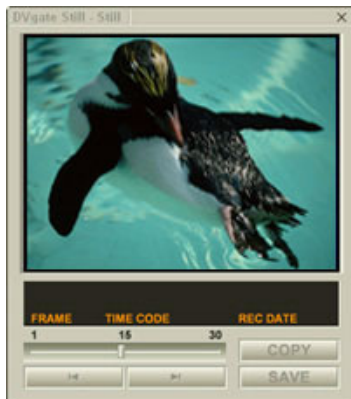 DVgate Still - Still
FRAME TIME CODE REC DATE
1 15 30
COPY
SAVE